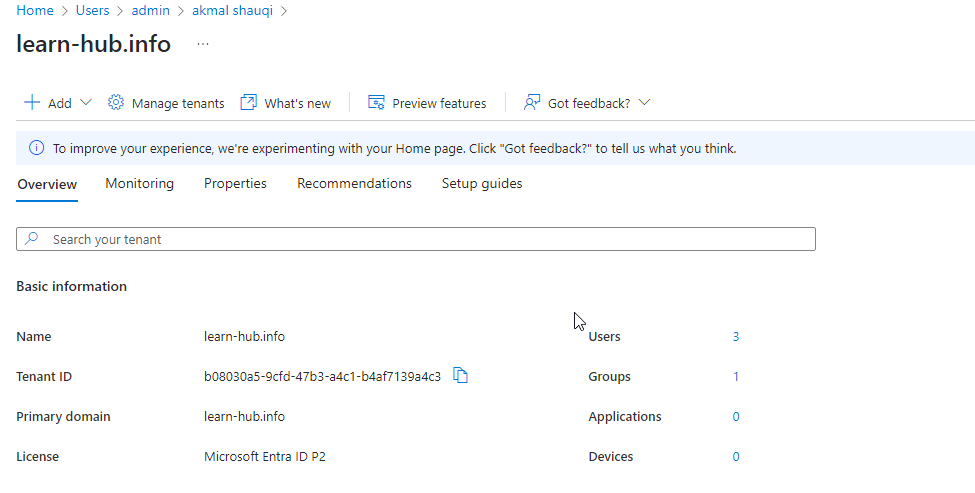 Home > Users > admin > akmal shauqi >
learn-hub.info ...
Add Manage tenants What's new Preview features Got feedback?
To improve your experience, we're experimenting with your Home page. Click "Got feedback?" to tell us what you think.
Overview Monitoring Properties Recommendations Setup guides
Search your tenant
Basic information
Name learn-hub.info Users 3
Tenant ID b08030a5-9cfd-47b3-a4c1-b4af7139a4c3 Groups 1
Primary domain learn-hub.info Applications 0
License Microsoft Entra ID P2 Devices 0